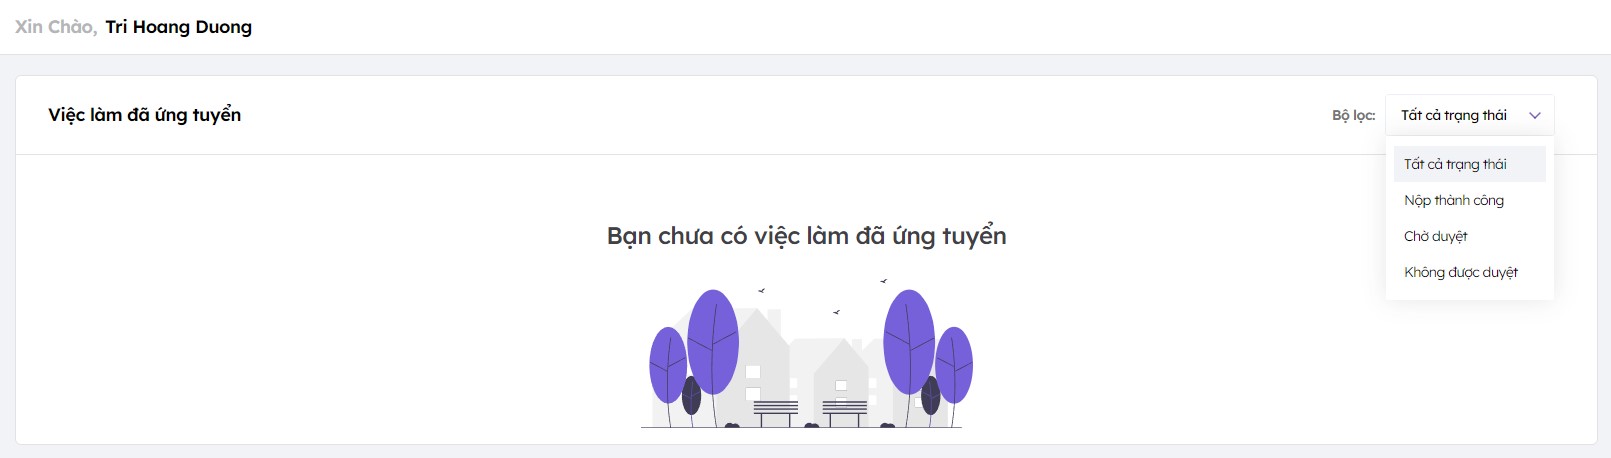 Xin Chào, Tri Hoang Duong
Việc làm đã ứng tuyển
Bộ lọc: Tất cả trạng thái
Tất cả trạng thái
Nộp thành công
Chờ duyệt
Không được duyệt
Bạn chưa có việc làm đã ứng tuyển